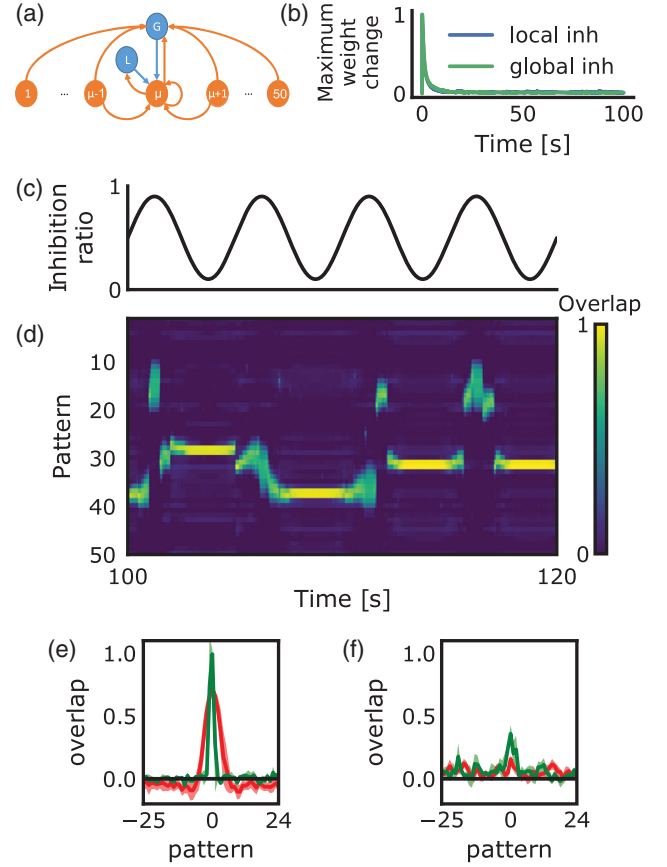 (a)
G
L
1
...
μ-1
μ
μ+1
...
50
(b)
Maximum
weight
change
1
0
local inh
global inh
0
50
100
Time [s]
(c)
Inhibition
ratio
1
0
(d)
Overlap
1
0
Pattern
10
20
30
40
50
100
120
Time [s]
(e)
overlap
1.0
0.5
0.0
-25
0
24
pattern
(f)
overlap
1.0
0.5
0.0
-25
0
24
pattern